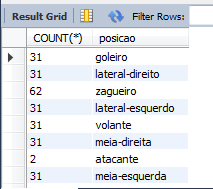 Result Grid Filter Rows:
COUNT(*) posicao
31 goleiro
31 lateral-direito
62 zagueiro
31 lateral-esquerdo
31 volante
31 meia-direita
2 atacante
31 meia-esquerda